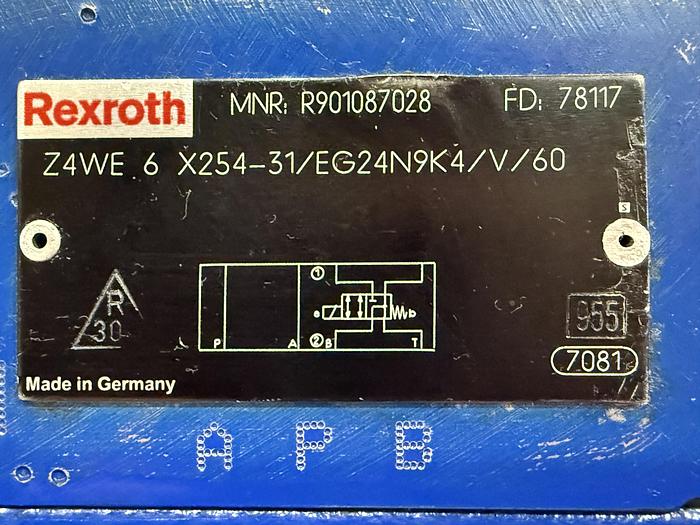 Rexroth MNR: R901087028 FD: 78117
Z4WE 6 X254-31/EG24N9K4/V/60
S
R
30
1
a b
P A 2 B T
955
7081
Made in Germany
A P B